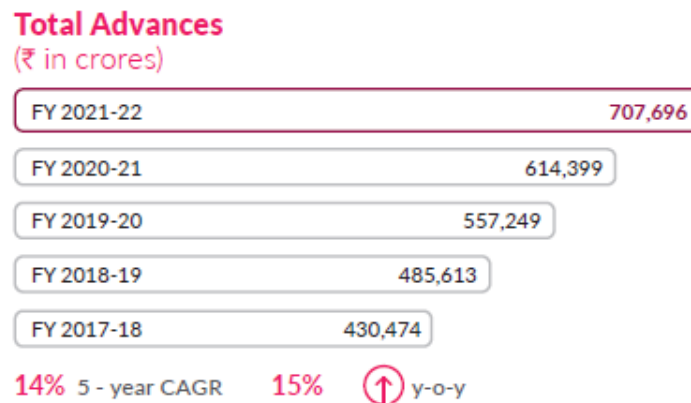 Total Advances
(₹ in crores)
FY 2021-22 707,696
FY 2020-21 614,399
FY 2019-20 557,249
FY 2018-19 485,613
FY 2017-18 430,474
14% 5 - year CAGR 15% y-o-y